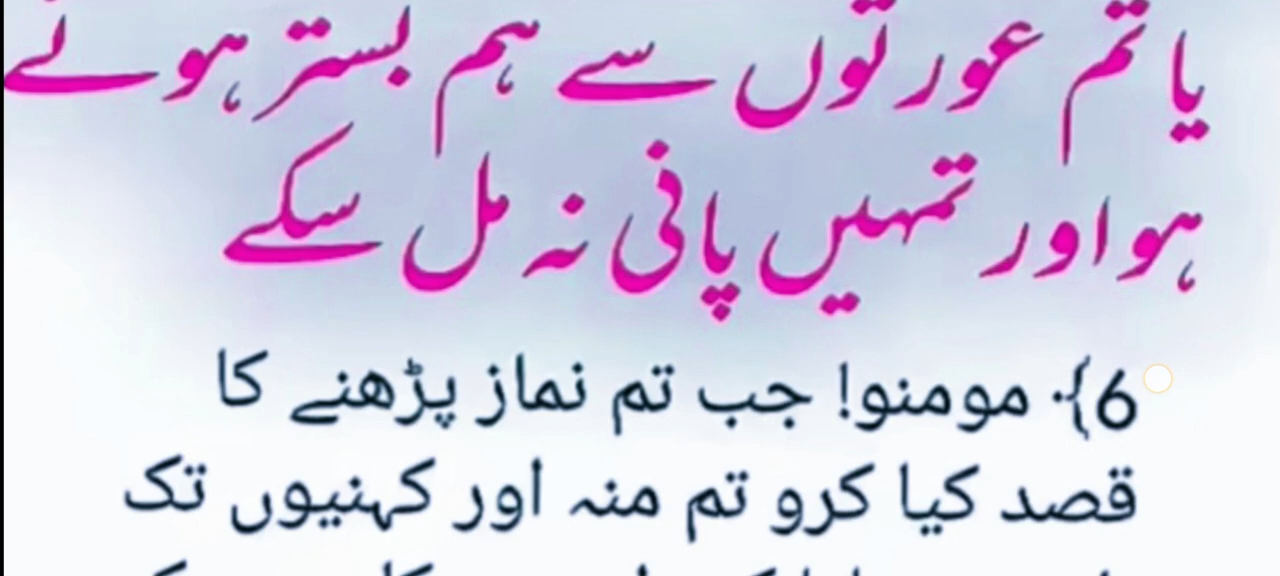 یا تم عورتوں سے ہم بستر ہوئے
ہو اور تمہیں پانی نہ مل سکے
6﴾ مومنو! جب تم نماز پڑھنے کا
قصد کیا کرو تم منہ اور کہنیوں تک